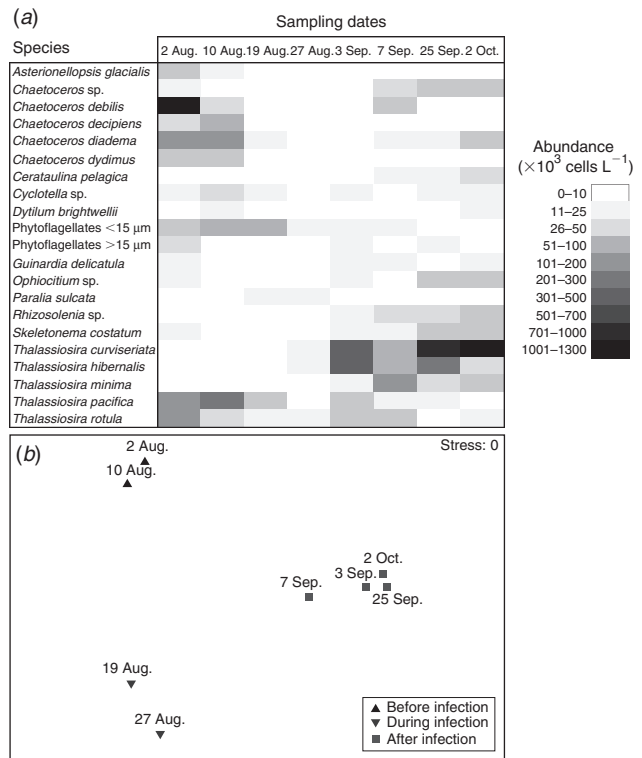 (a)
Sampling dates
Species
2 Aug. 10 Aug. 19 Aug. 27 Aug. 3 Sep. 7 Sep. 25 Sep. 2 Oct.
Asterionellopsis glacialis
Chaetoceros sp.
Chaetoceros debilis
Chaetoceros decipiens
Chaetoceros diadema
Chaetoceros dydimus
Cerataulina pelagica
Cyclotella sp.
Dytilum brightwellii
Phytoflagellates <15 µm
Phytoflagellates >15 µm
Guinardia delicatula
Ophiocitium sp.
Paralia sulcata
Rhizosolenia sp.
Skeletonema costatum
Thalassiosira curviseriata
Thalassiosira hibernalis
Thalassiosira minima
Thalassiosira pacifica
Thalassiosira rotula
Abundance
(×10³ cells L⁻¹)
0–10
11–25
26–50
51–100
101–200
201–300
301–500
501–700
701–1000
1001–1300
(b)
Stress: 0
2 Aug.
10 Aug.
2 Oct.
3 Sep.
7 Sep.
25 Sep.
19 Aug.
27 Aug.
Before infection
During infection
After infection